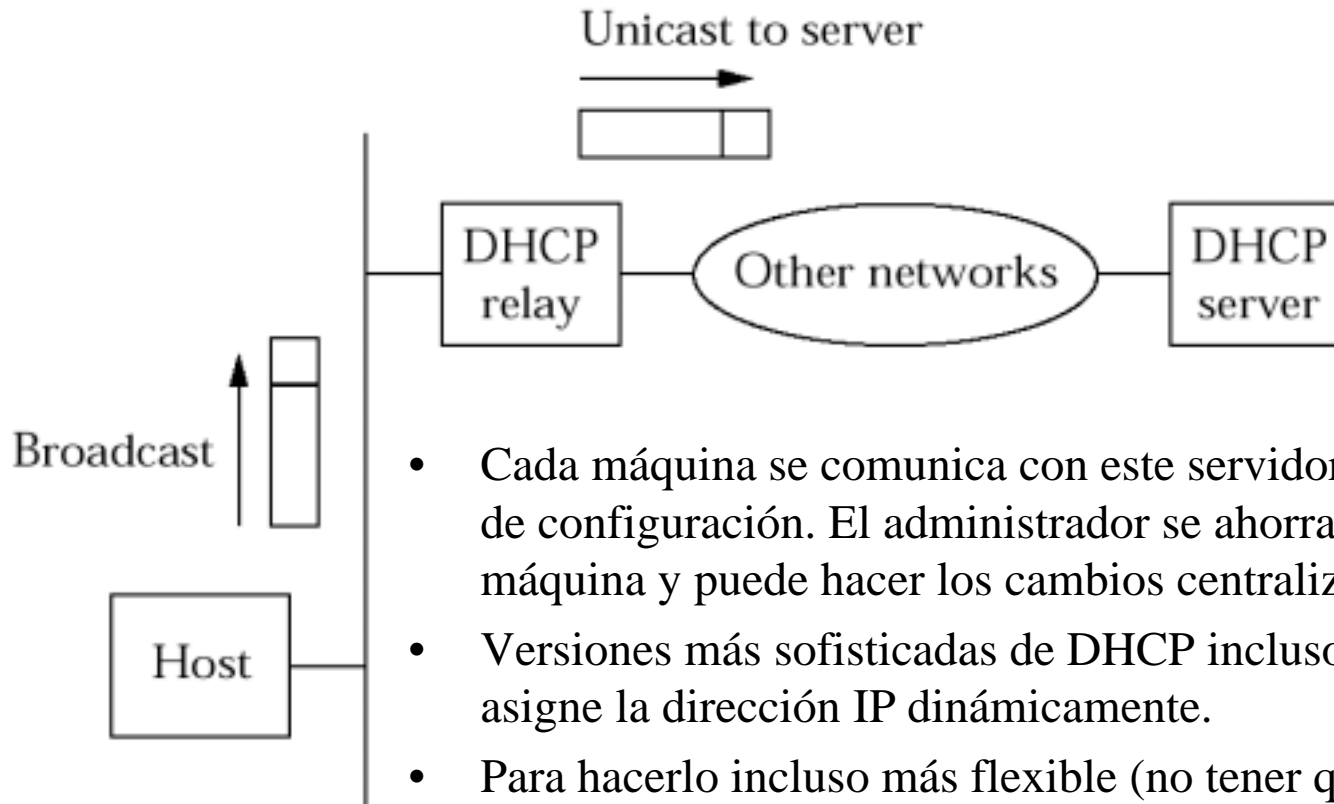 Unicast to server
DHCP
relay
Other networks
DHCP
server
Broadcast
Host
• Cada máquina se comunica con este servidor
de configuración. El administrador se ahorra
máquina y puede hacer los cambios centraliz
• Versiones más sofisticadas de DHCP incluso
asigne la dirección IP dinámicamente.
• Para hacerlo incluso más flexible (no tener q